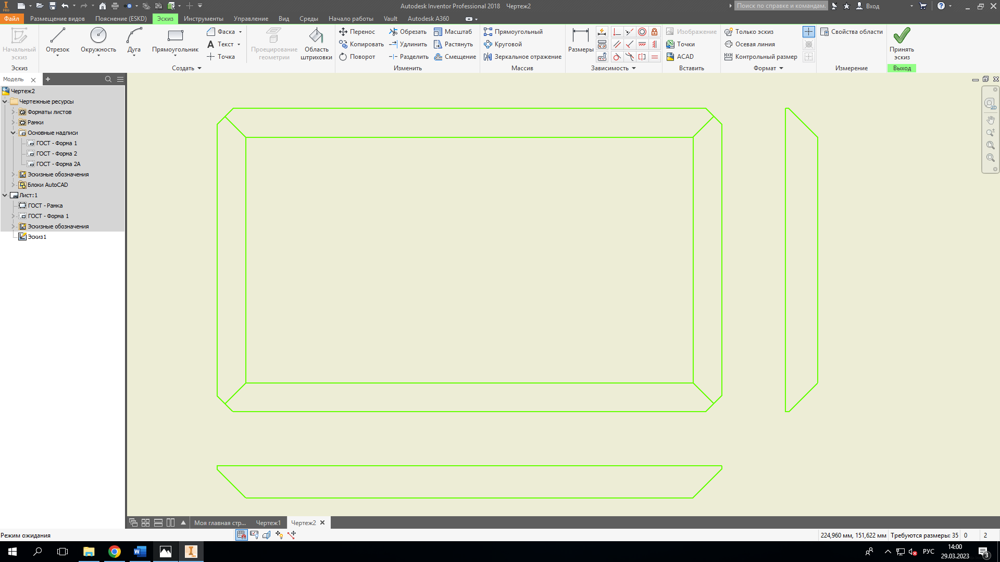 Autodesk Inventor Professional 2018 Чертеж2
Поиск по справке и командам.
Вход
PRO
Файл Размещение видов Пояснение (ESKD) Эскиз Инструменты Управление Вид Среды Начало работы Vault Autodesk A360
Начальный эскиз
Отрезок
Окружность
Дуга
Прямоугольник
Фаска
Текст
Точка
Проецирование геометрии
Область штриховки
Перенос
Копировать
Поворот
Обрезать
Удлинить
Разделить
Масштаб
Растянуть
Смещение
Прямоугольный
Круговой
Зеркальное отражение
Размеры
Изображение
Точки
ACAD
Только эскиз
Осевая линия
Контрольный размер
Свойства области
Принять эскиз
Эскиз Создать Изменить Массив Зависимость Вставить Формат Измерение Выход
Модель
Чертеж2
Чертежные ресурсы
Форматы листов
Рамки
Основные надписи
ГОСТ - Форма 1
ГОСТ - Форма 2
ГОСТ - Форма 2А
Эскизные обозначения
Блоки AutoCAD
Лист:1
ГОСТ - Рамка
ГОСТ - Форма 1
Эскизные обозначения
Эскиз1
2D
Моя главная стр... Чертеж1 Чертеж2
Режим ожидания
224,960 мм, 151,622 мм Требуются размеры: 35 0 2
РУС
14:00
29.03.2023
3